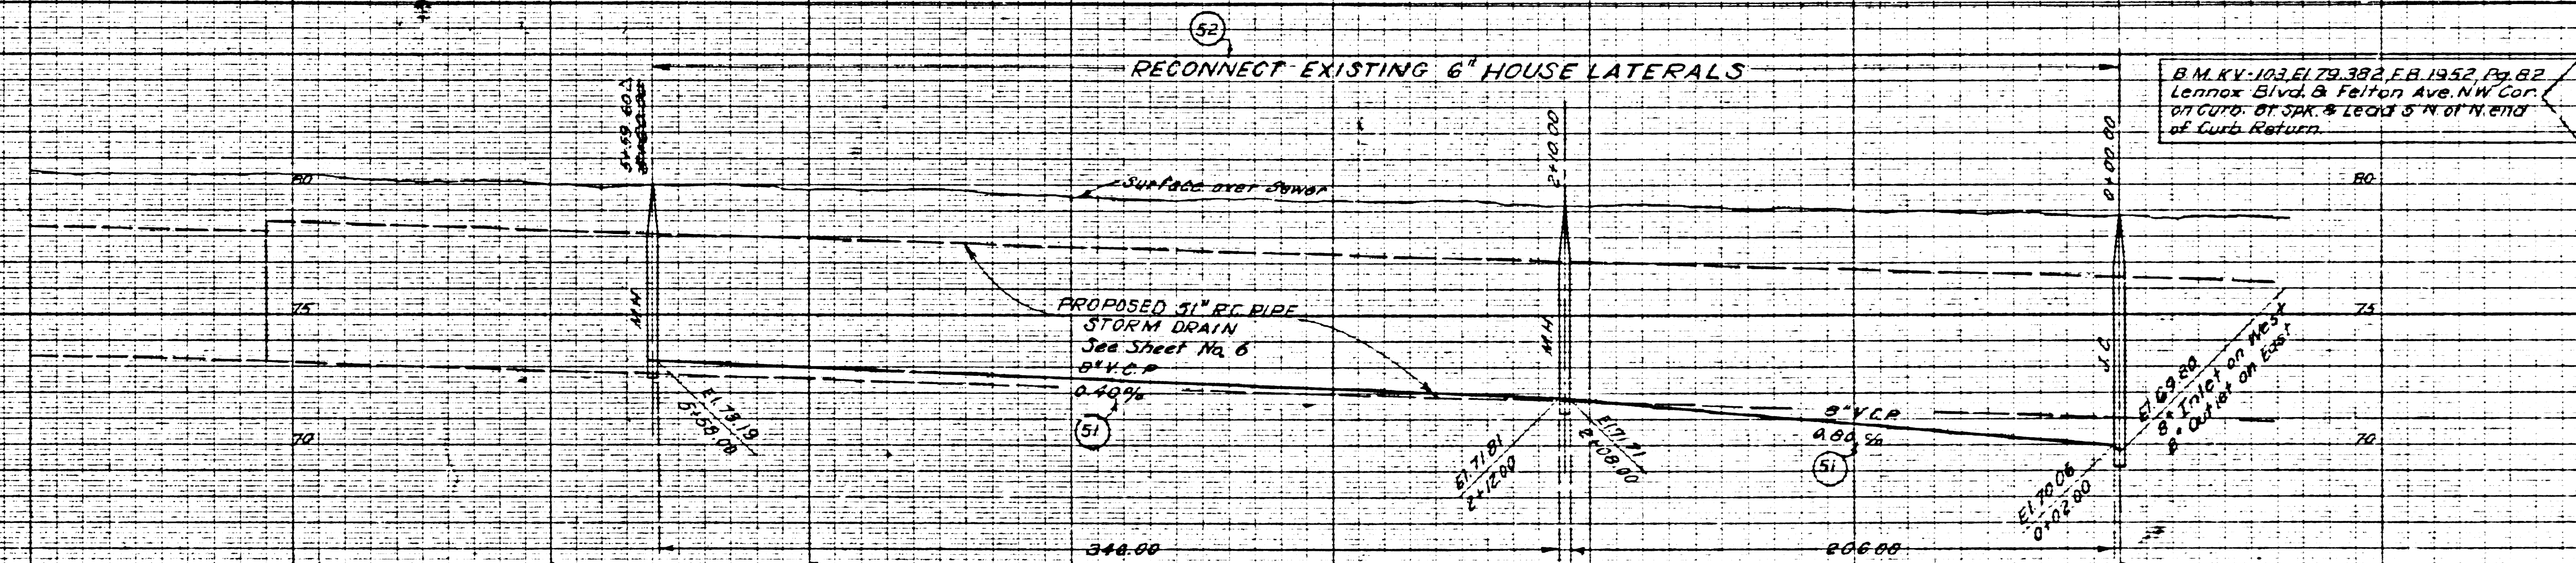 52
RECONNECT EXISTING 6" HOUSE LATERALS
B.M. KV-103, El. 79.382, F.B. 1952, Pg. 82
Lennox Blvd. & Felton Ave. NW Cor.
on Curb. Bt. Spk. & Lead 5' N. of N. end
of Curb Return.
5+59.60
2+10.00
0+00.00
80
Surface over Sewer
80
75
M.H.
PROPOSED 51" R.C. PIPE
STORM DRAIN
See Sheet No. 6
8" V.C.P.
0.40%
51
M.H.
J.C.
75
El. 73.19
5+58.00
70
El. 71.81
2+12.00
El. 71.71
2+08.00
8" V.C.P.
0.80%
51
El. 69.80
8" Inlet on West
8" Outlet on East
70
El. 70.06
0+02.00
346.00
206.00